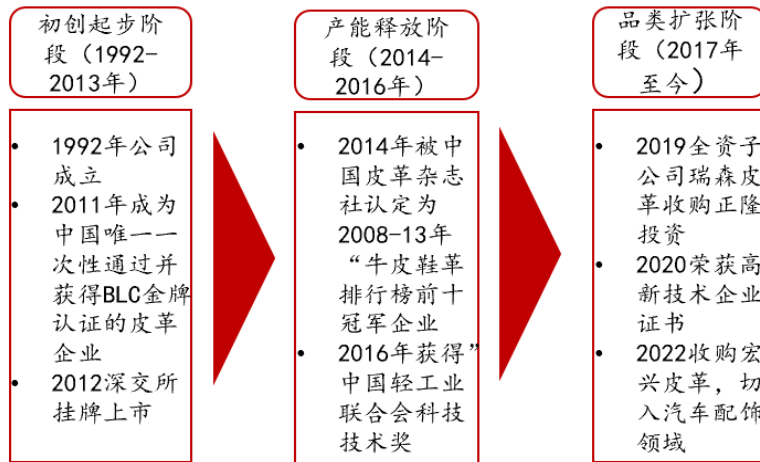 初创起步阶
段（1992-
2013年）
• 1992年公司
成立
• 2011年成为
中国唯一一
次性通过并
获得BLC金牌
认证的皮革
企业
• 2012深交所
挂牌上市
产能释放阶
段（2014-
2016年）
• 2014年被中
国皮革杂志
社认定为
2008-13年
“牛皮鞋革
排行榜前十
冠军企业
• 2016年获得”
中国轻工业
联合会科技
技术奖
品类扩张阶
段（2017年
至今）
• 2019全资子
公司瑞森皮
革收购正隆
投资
• 2020荣获高
新技术企业
证书
• 2022收购宏
兴皮革，切
入汽车配饰
领域